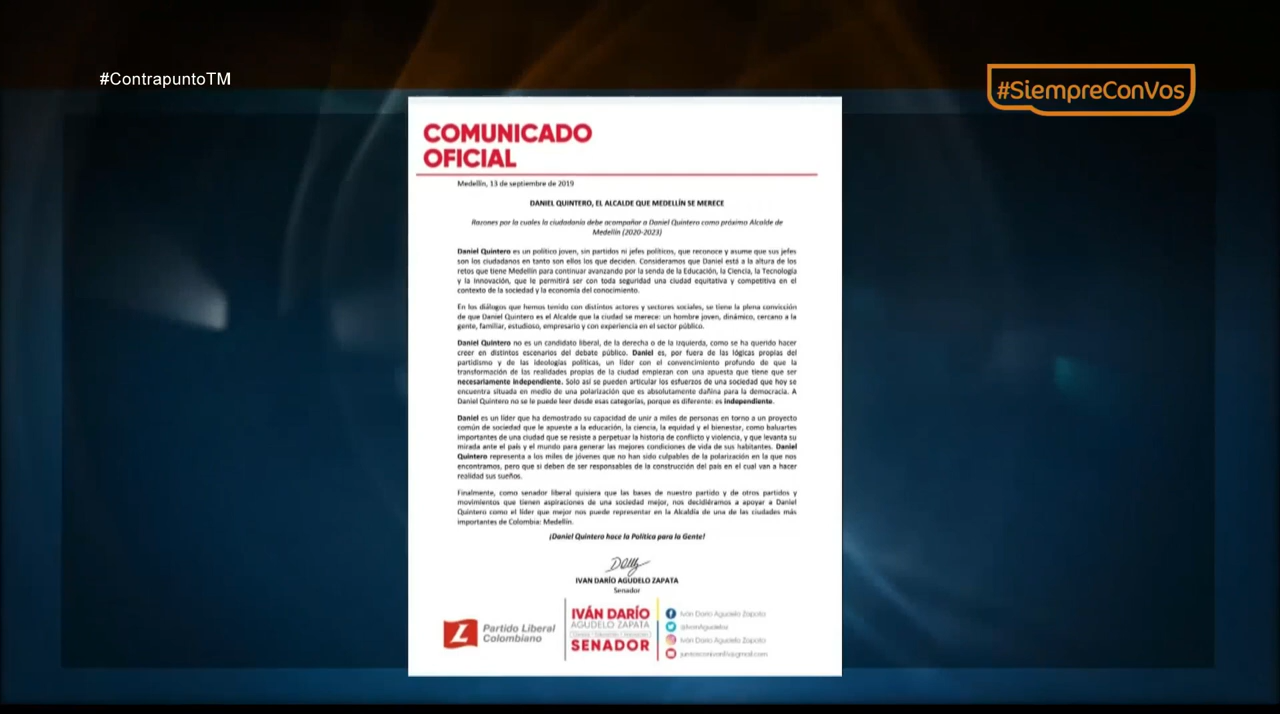 #ContrapuntoTM
#SiempreConVos
COMUNICADO
OFICIAL
Medellín, 13 de septiembre de 2019
DANIEL QUINTERO, EL ALCALDE QUE MEDELLÍN SE MERECE
Razones por la cuales la ciudadanía debe acompañar a Daniel Quintero como próximo Alcalde de
Medellín (2020-2023)
Daniel Quintero es un político joven, sin partidos ni jefes políticos, que reconoce y asume que sus jefes
son los ciudadanos en tanto son ellos los que deciden. Consideramos que Daniel está a la altura de los
retos que tiene Medellín para continuar avanzando por la senda de la Educación, la Ciencia, la Tecnología
y la Innovación, que le permitirá ser con toda seguridad una ciudad equitativa y competitiva en el
contexto de la sociedad y la economía del conocimiento.
En los diálogos que hemos tenido con distintos actores y sectores sociales, se tiene la plena convicción
de que Daniel Quintero es el Alcalde que la ciudad se merece: un hombre joven, dinámico, cercano a la
gente, familiar, estudioso, empresario y con experiencia en el sector público.
Daniel Quintero no es un candidato liberal, de la derecha o de la izquierda, como se ha querido hacer
creer en distintos escenarios del debate público. Daniel es, por fuera de las lógicas propias del
partidismo y de las ideologías políticas, un líder con el convencimiento profundo de que la
transformación de las realidades propias de la ciudad empiezan con una apuesta que tiene que ser
necesariamente independiente. Solo así se pueden articular los esfuerzos de una sociedad que hoy se
encuentra situada en medio de una polarización que es absolutamente dañina para la democracia. A
Daniel Quintero no se le puede leer desde esas categorías, porque es diferente: es independiente.
Daniel es un líder que ha demostrado su capacidad de unir a miles de personas en torno a un proyecto
común de sociedad que le apueste a la educación, la ciencia, la equidad y el bienestar, como baluartes
importantes de una ciudad que se resiste a perpetuar la historia de conflicto y violencia, y que levanta su
mirada ante el país y el mundo para generar las mejores condiciones de vida de sus habitantes. Daniel
Quintero representa a los miles de jóvenes que no han sido culpables de la polarización en la que nos
encontramos, pero que si deben de ser responsables de la construcción del país en el cual van a hacer
realidad sus sueños.
Finalmente, como senador liberal quisiera que las bases de nuestro partido y de otros partidos y
movimientos que tienen aspiraciones de una sociedad mejor, nos decidiéramos a apoyar a Daniel
Quintero como el líder que mejor nos puede representar en la Alcaldía de una de las ciudades más
importantes de Colombia: Medellín.
¡Daniel Quintero hace la Política para la Gente!
IVAN DARÍO AGUDELO ZAPATA
Senador
Partido Liberal
Colombiano
IVÁN DARÍO
AGUDELO ZAPATA
SENADOR
Iván Darío Agudelo Zapata
Iván Darío Agudelo Zapata